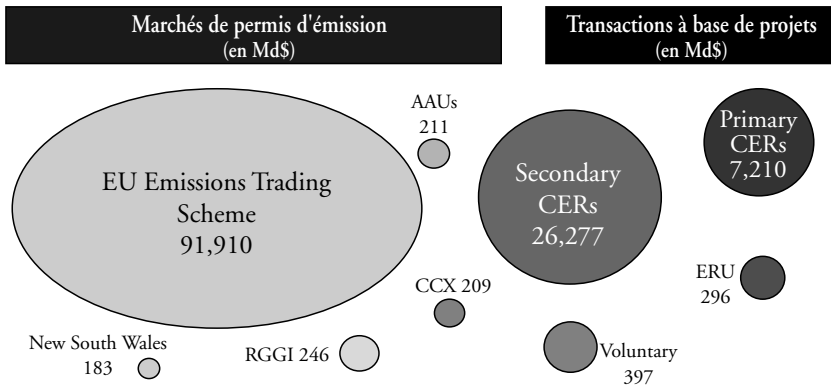 Marchés de permis d'émission
(en Md$)
Transactions à base de projets
(en Md$)
EU Emissions Trading
Scheme
91,910
AAUs
211
Secondary
CERs
26,277
Primary
CERs
7,210
CCX 209
ERU
296
New South Wales
183
RGGI 246
Voluntary
397